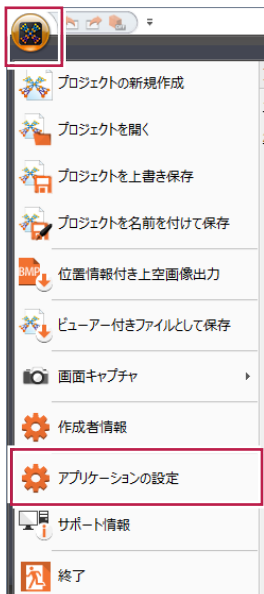 プロジェクトの新規作成
プロジェクトを開く
プロジェクトを上書き保存
プロジェクトを名前を付けて保存
BMP 位置情報付き上空画像出力
ビューアー付きファイルとして保存
画面キャプチャ
作成者情報
アプリケーションの設定
サポート情報
終了